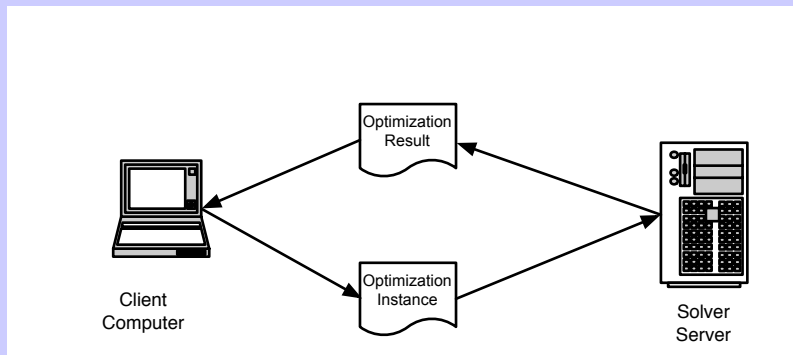 Optimization
Result
Client
Computer
Optimization
Instance
Solver
Server